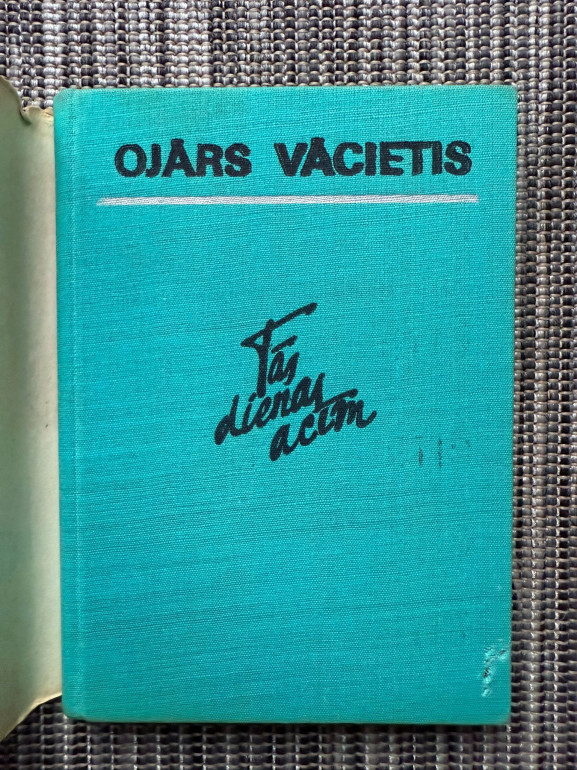 OJĀRS VĀCIETIS
Tās
dienas
acīm